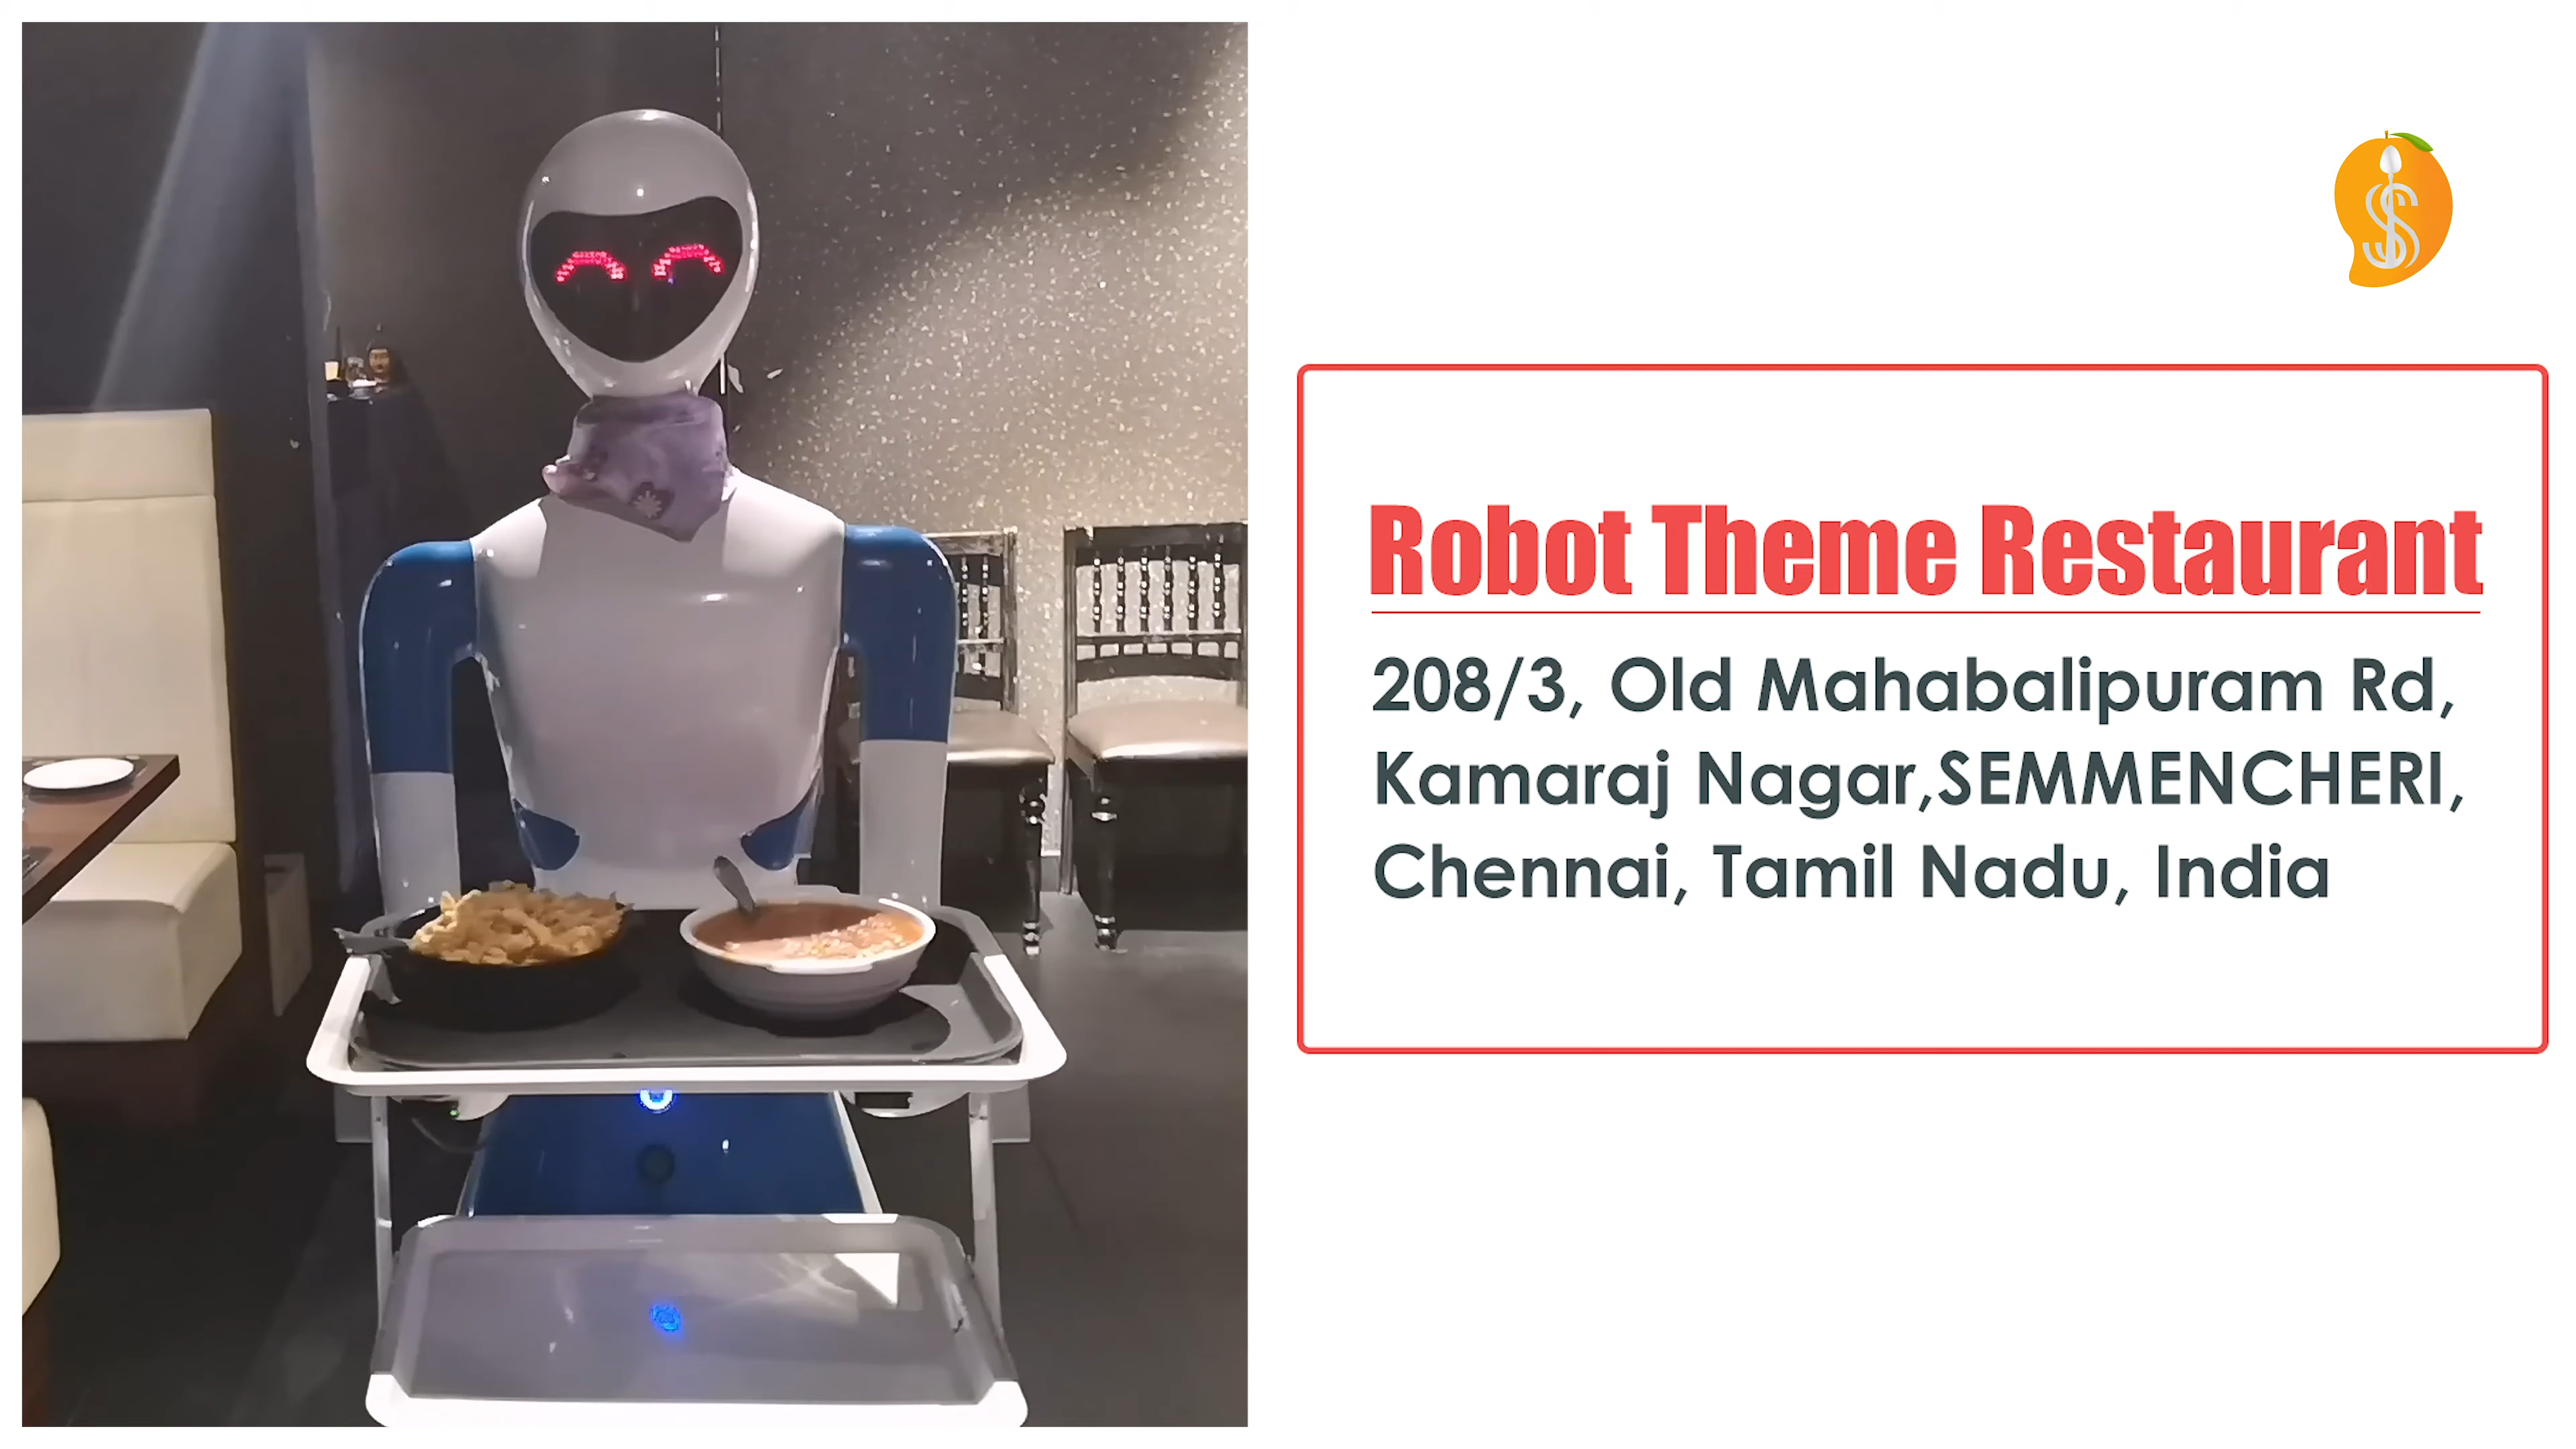 Robot Theme Restaurant
208/3, Old Mahabalipuram Rd,
Kamaraj Nagar,SEMMENCHERI,
Chennai, Tamil Nadu, India